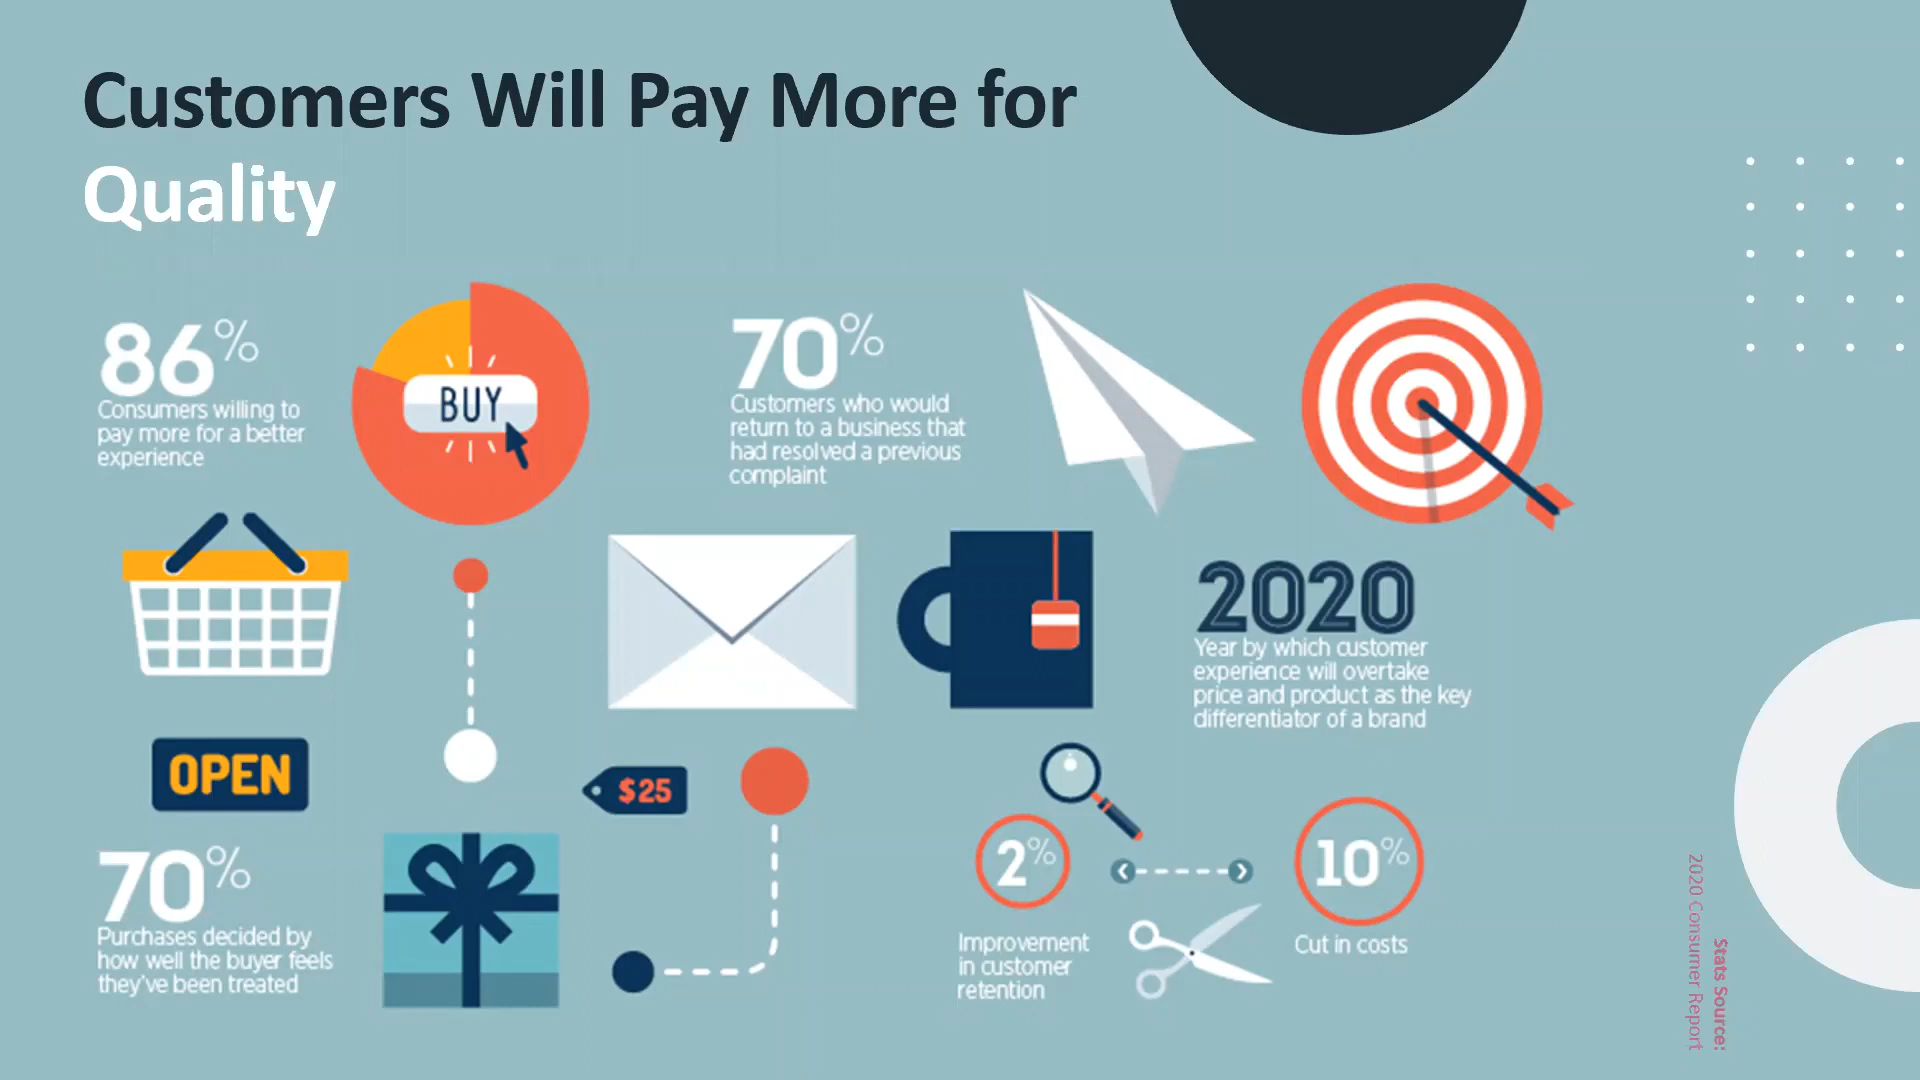 Customers Will Pay More for
Quality
86%
Consumers willing to
pay more for a better
experience
BUY
70%
Customers who would
return to a business that
had resolved a previous
complaint
2020
Year by which customer
experience will overtake
price and product as the key
differentiator of a brand
OPEN
$25
70%
Purchases decided by
how well the buyer feels
they've been treated
2%
Improvement
in customer
retention
10%
Cut in costs
Stats Source:
2020 Consumer Report